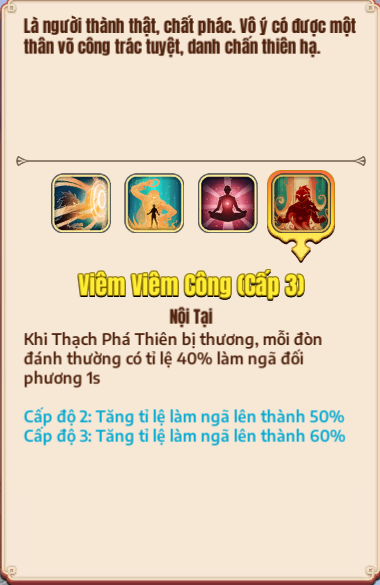 Là người thành thật, chất phác. Vô ý có được một
thân võ công trác tuyệt, danh chấn thiên hạ.
Viêm Viêm Công (Cấp 3)
Nội Tại
Khi Thạch Phá Thiên bị thương, mỗi đòn
đánh thường có tỉ lệ 40% làm ngã đối
phương 1s
Cấp độ 2: Tăng tỉ lệ làm ngã lên thành 50%
Cấp độ 3: Tăng tỉ lệ làm ngã lên thành 60%